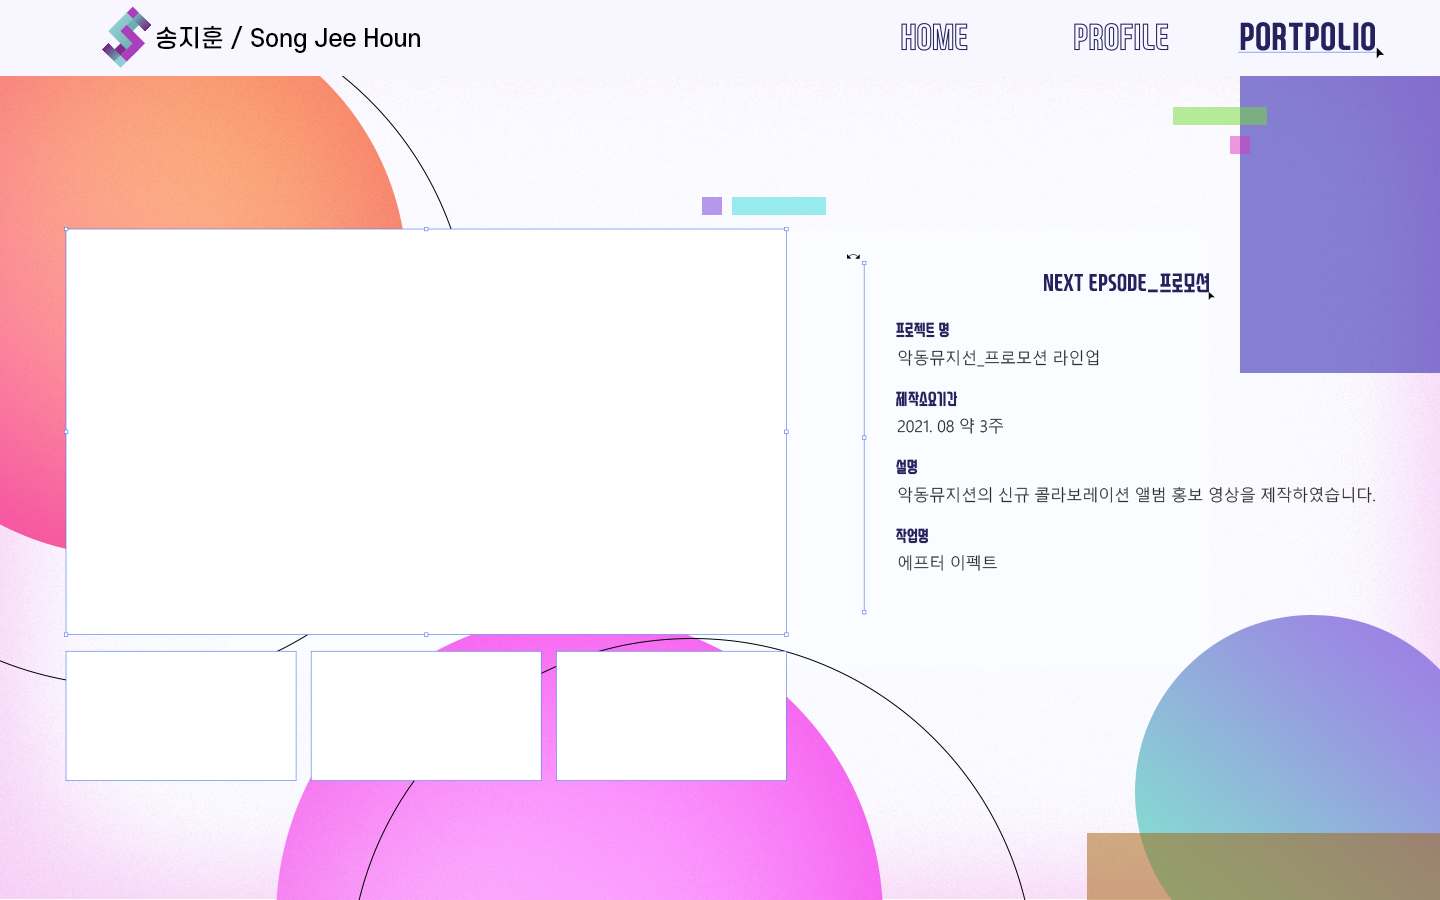 송지훈 / Song Jee Houn
HOME
PROFILE
PORTPOLIO
NEXT EPSODE_프로모션
프로젝트 명
악동뮤지션_프로모션 라인업
제작소요기간
2021. 08 약 3주
설명
악동뮤지션의 신규 콜라보레이션 앨범 홍보 영상을 제작하였습니다.
작업명
에프터 이펙트